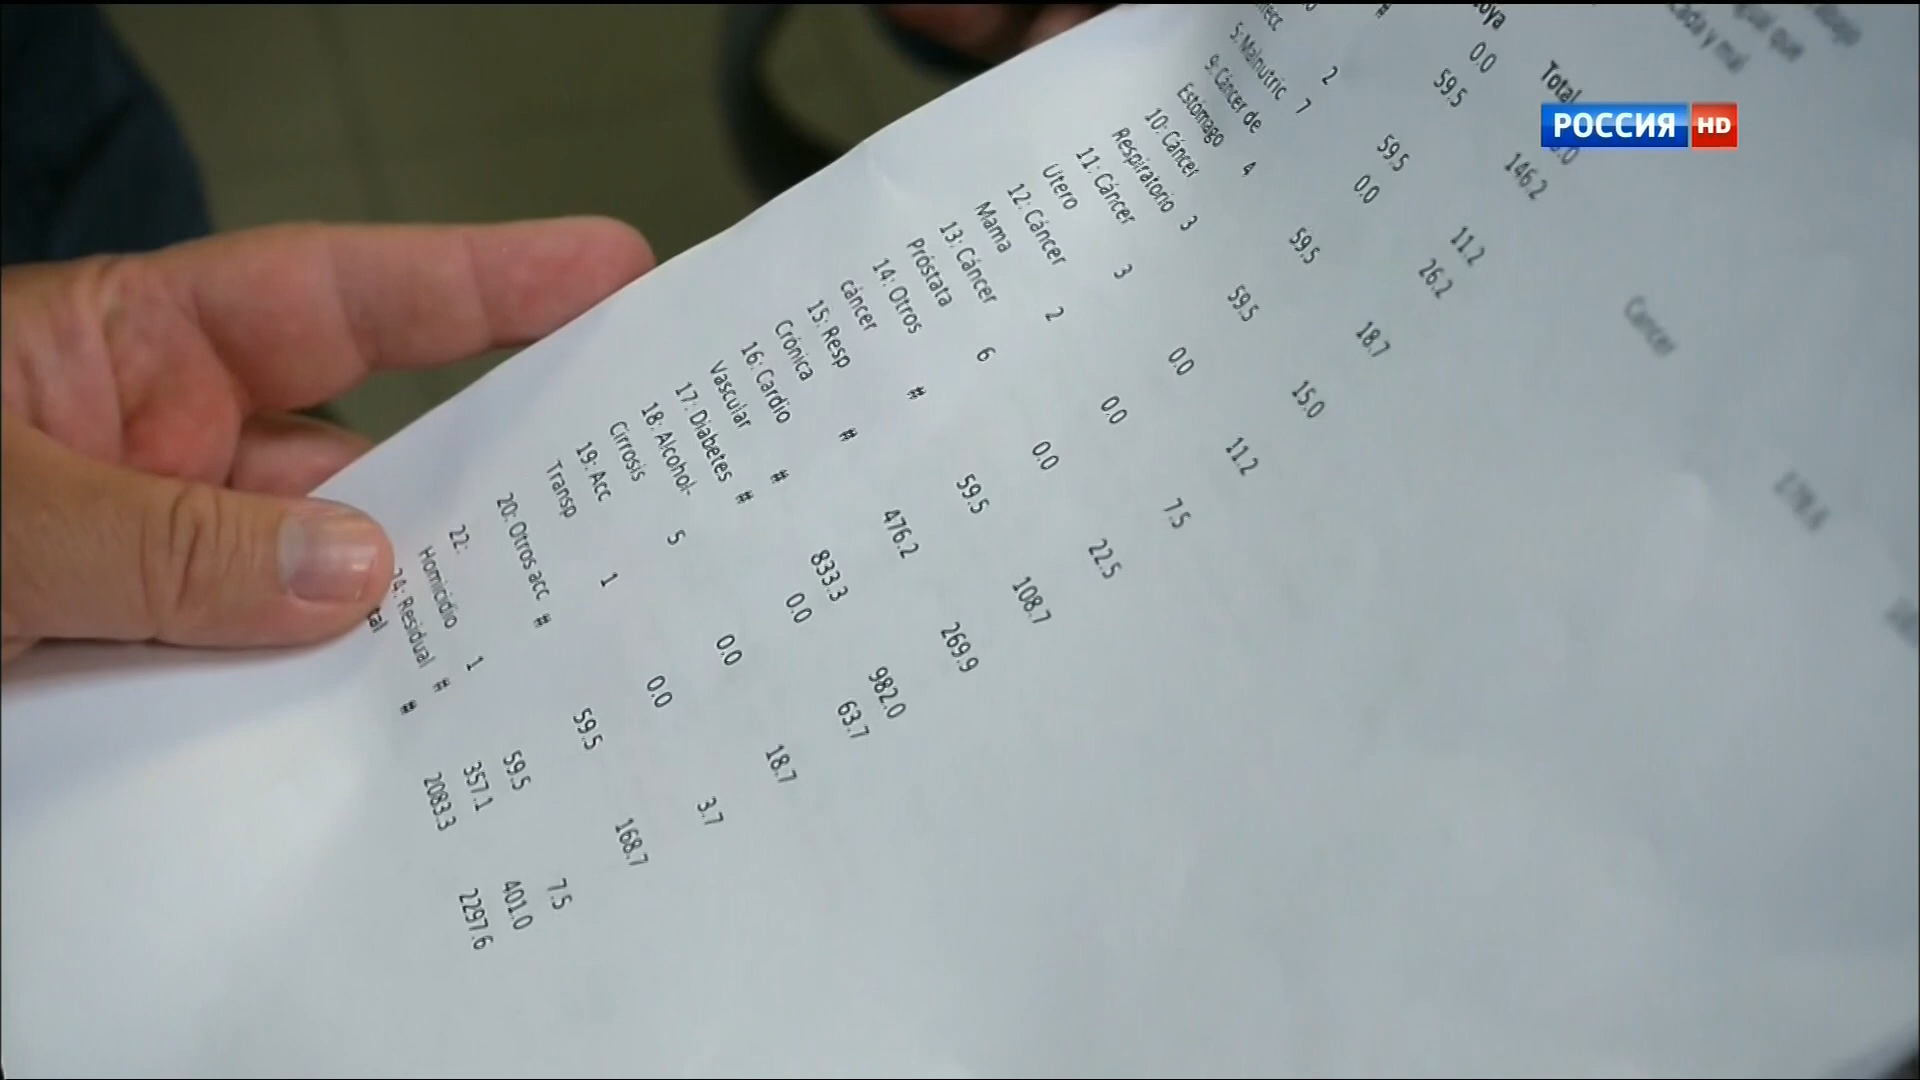 Total
0.0
# 59.5 146.2
2 59.5 11.2
5: Malnutric 7 0.0 26.2
9: Cáncer de
Estómago 4 59.5 18.7
10: Cáncer
Respiratorio 3 59.5 15.0
11: Cáncer
Utero 3 0.0 11.2
12: Cáncer
Mama 2 0.0 7.5
13: Cáncer
Próstata 6 0.0 22.5
14: Otros
cáncer # 59.5 108.7
15: Resp
Crónica # 476.2 269.9
16: Cardio
Vascular # 833.3 982.0
17: Diabetes # 0.0 63.7
18: Alcohol-
Cirrosis 5 0.0 18.7
19: Acc
Transp 1 0.0 3.7
20: Otros acc # 59.5 168.7
22:
Homicidio 1 59.5 7.5
24: Residual # 357.1 401.0
# 2083.3 2297.6
que
y mal
Cancer
РОССИЯ HD